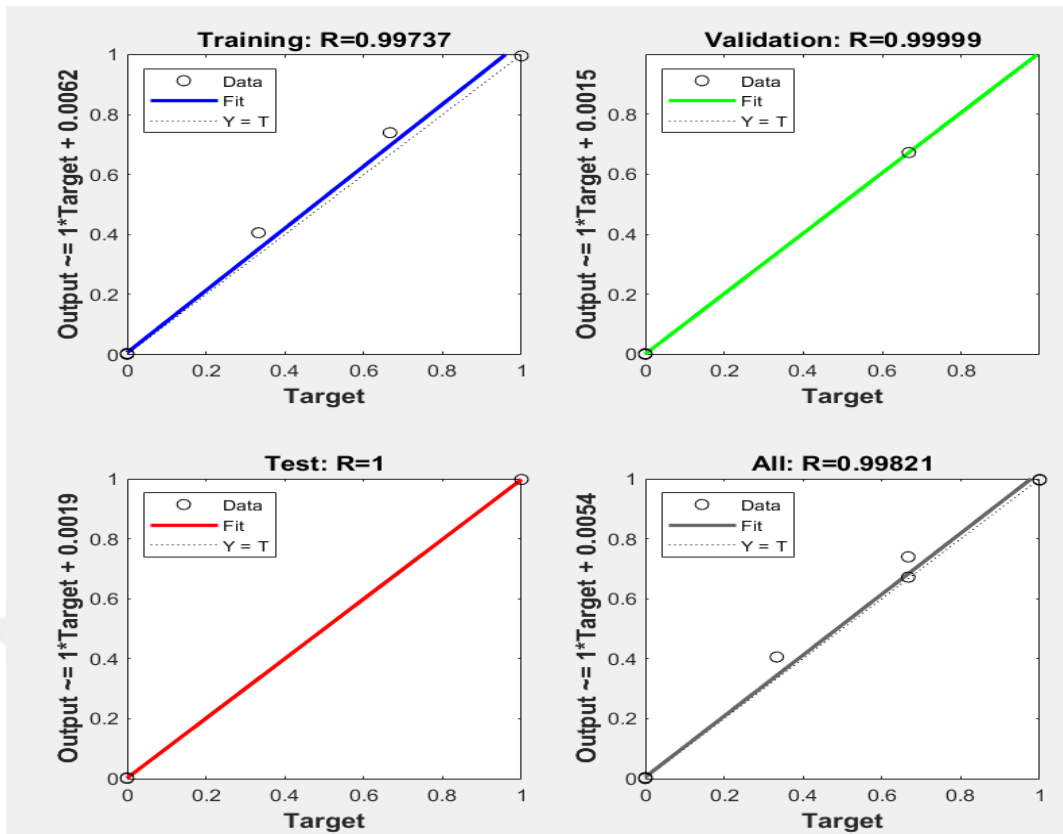 Training: R=0.99737
Output ~= 1*Target + 0.0062
1
0.8
0.6
0.4
0.2
0
Data
Fit
Y = T
0
0.2
0.4
0.6
0.8
1
Target
Validation: R=0.99999
Output ~= 1*Target + 0.0015
1
0.8
0.6
0.4
0.2
0
Data
Fit
Y = T
0
0.2
0.4
0.6
0.8
Target
Test: R=1
Output ~= 1*Target + 0.0019
1
0.8
0.6
0.4
0.2
0
Data
Fit
Y = T
0
0.2
0.4
0.6
0.8
1
Target
All: R=0.99821
Output ~= 1*Target + 0.0054
1
0.8
0.6
0.4
0.2
0
Data
Fit
Y = T
0
0.2
0.4
0.6
0.8
1
Target